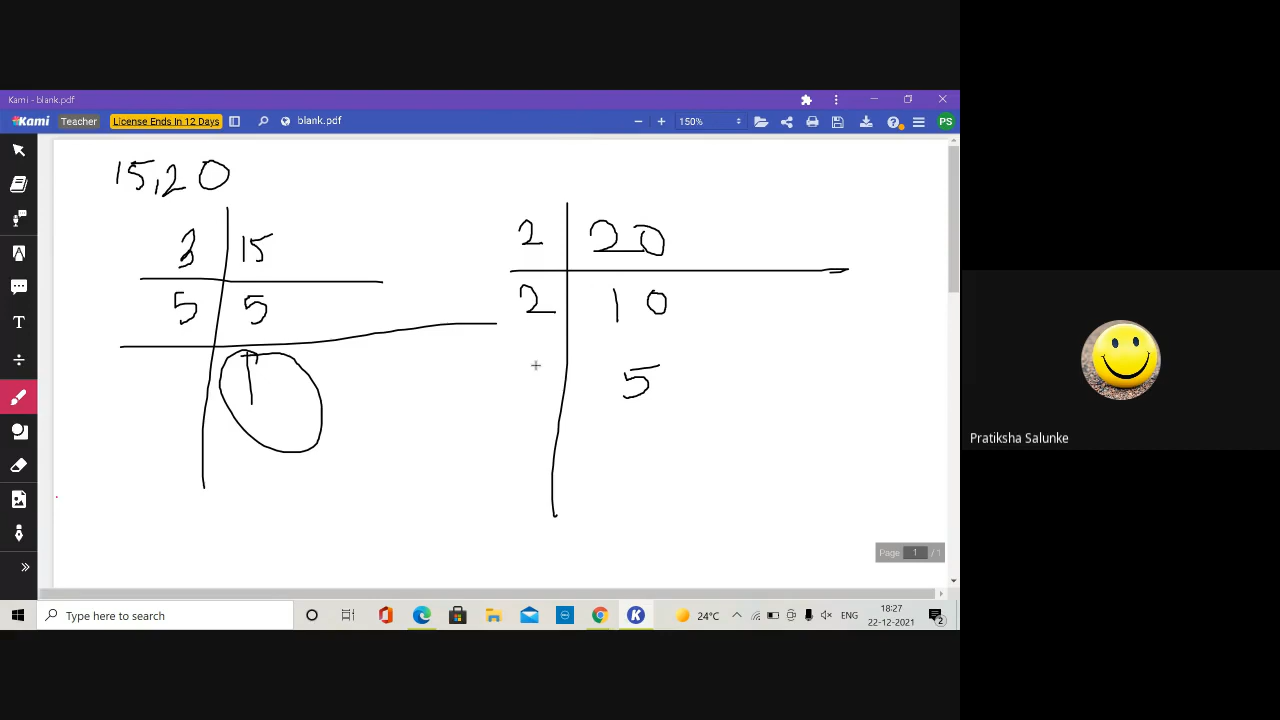 Kami - blank.pdf
Kami Teacher License Ends In 12 Days blank.pdf 150% PS
15,20
3 15
5 5
1
2 20
2 10
5
Pratiksha Salunke
Page 1 / 1
Type here to search 24°C ENG 18:27
22-12-2021 2